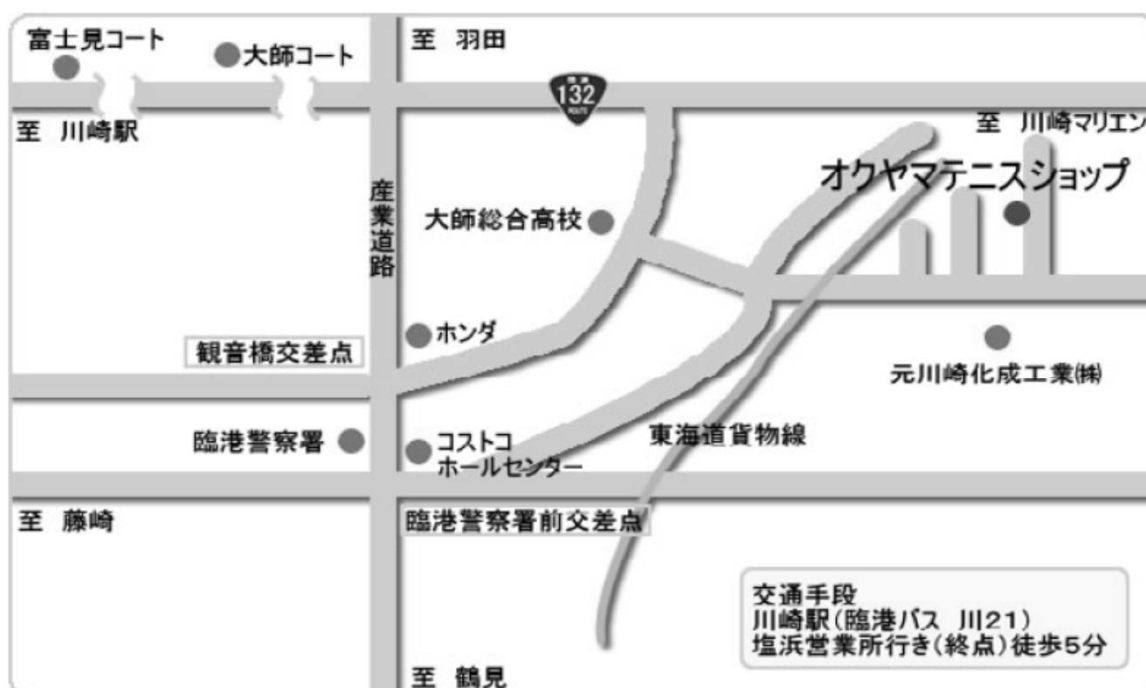 富士見コート
大師コート
至 羽田
132
ROUTE
至 川崎駅
至 川崎マリエン
オクヤマテニスショップ
産業道路
大師総合高校
ホンダ
観音橋交差点
元川崎化成工業㈱
臨港警察署
コストコ
ホールセンター
東海道貨物線
至 藤崎
臨港警察署前交差点
交通手段
川崎駅(臨港バス 川21)
塩浜営業所行き(終点)徒歩5分
至 鶴見